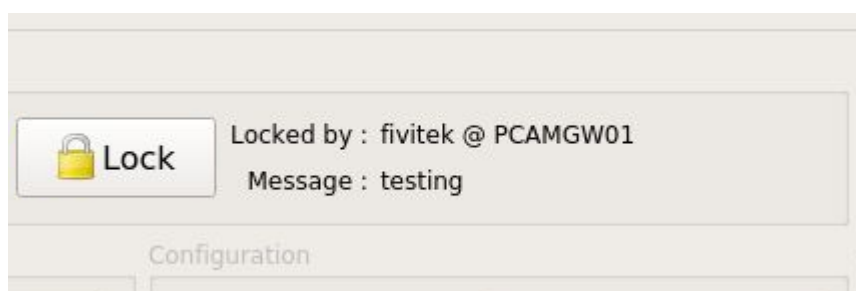 Lock
Locked by : fivitek @ PCAMGW01
Message : testing
Configuration